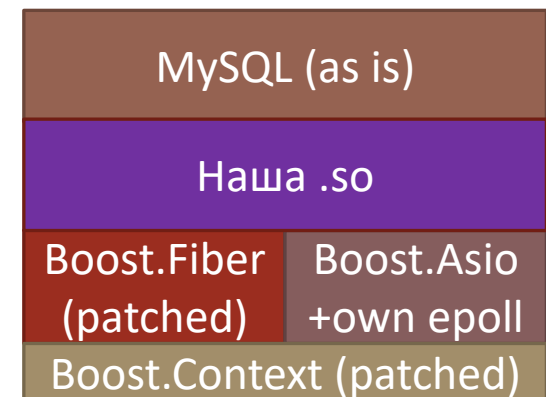 MySQL (as is)
Наша .so
Boost.Fiber
(patched)
Boost.Asio
+own epoll
Boost.Context (patched)